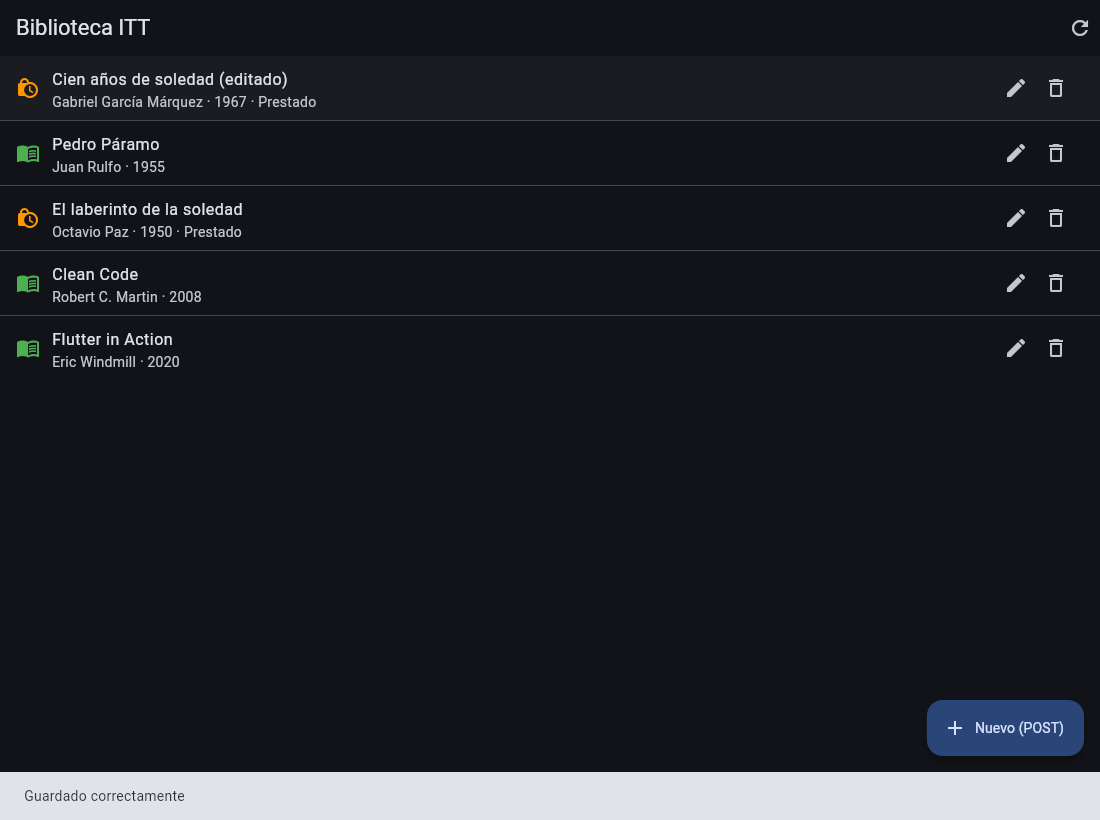 Biblioteca ITT
Cien años de soledad (editado)
Gabriel García Márquez · 1967 · Prestado
Pedro Páramo
Juan Rulfo · 1955
El laberinto de la soledad
Octavio Paz · 1950 · Prestado
Clean Code
Robert C. Martin · 2008
Flutter in Action
Eric Windmill · 2020
Nuevo (POST)
Guardado correctamente